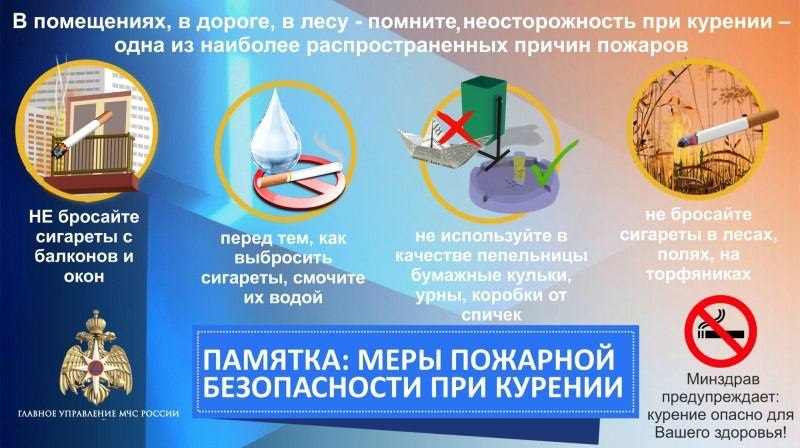 В помещениях, в дороге, в лесу - помните, неосторожность при курении –
одна из наиболее распространенных причин пожаров
НЕ бросайте
сигареты с
балконов и
окон
перед тем, как
выбросить
сигареты, смочите
их водой
не используйте в
качестве пепельницы
бумажные кульки,
урны, коробки от
спичек
не бросайте
сигареты в лесах,
полях, на
торфяниках
ГЛАВНОЕ УПРАВЛЕНИЕ МЧС РОССИИ
ПАМЯТКА: МЕРЫ ПОЖАРНОЙ
БЕЗОПАСНОСТИ ПРИ КУРЕНИИ
Минздрав
предупреждает:
курение опасно для
Вашего здоровья!